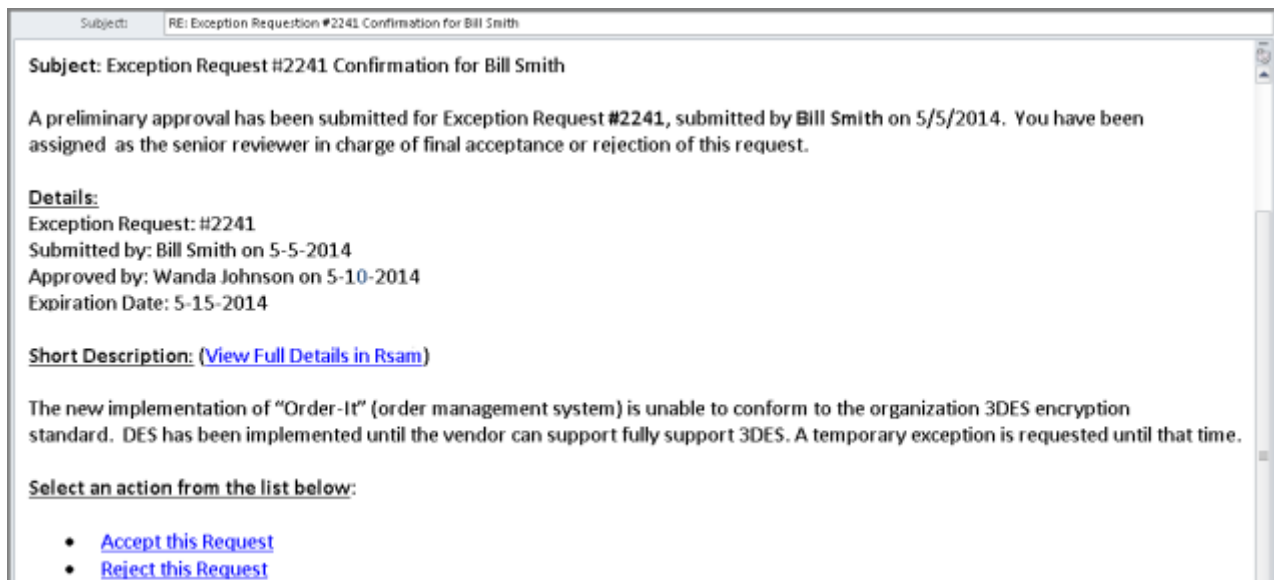 Subject: RE: Exception Requestion #2241 Confirmation for Bill Smith
Subject: Exception Request #2241 Confirmation for Bill Smith
A preliminary approval has been submitted for Exception Request #2241, submitted by Bill Smith on 5/5/2014. You have been
assigned as the senior reviewer in charge of final acceptance or rejection of this request.
Details:
Exception Request: #2241
Submitted by: Bill Smith on 5-5-2014
Approved by: Wanda Johnson on 5-10-2014
Expiration Date: 5-15-2014
Short Description: (View Full Details in Rsam)
The new implementation of “Order-It” (order management system) is unable to conform to the organization 3DES encryption
standard. DES has been implemented until the vendor can support fully support 3DES. A temporary exception is requested until that time.
Select an action from the list below:
• Accept this Request
• Reject this Request